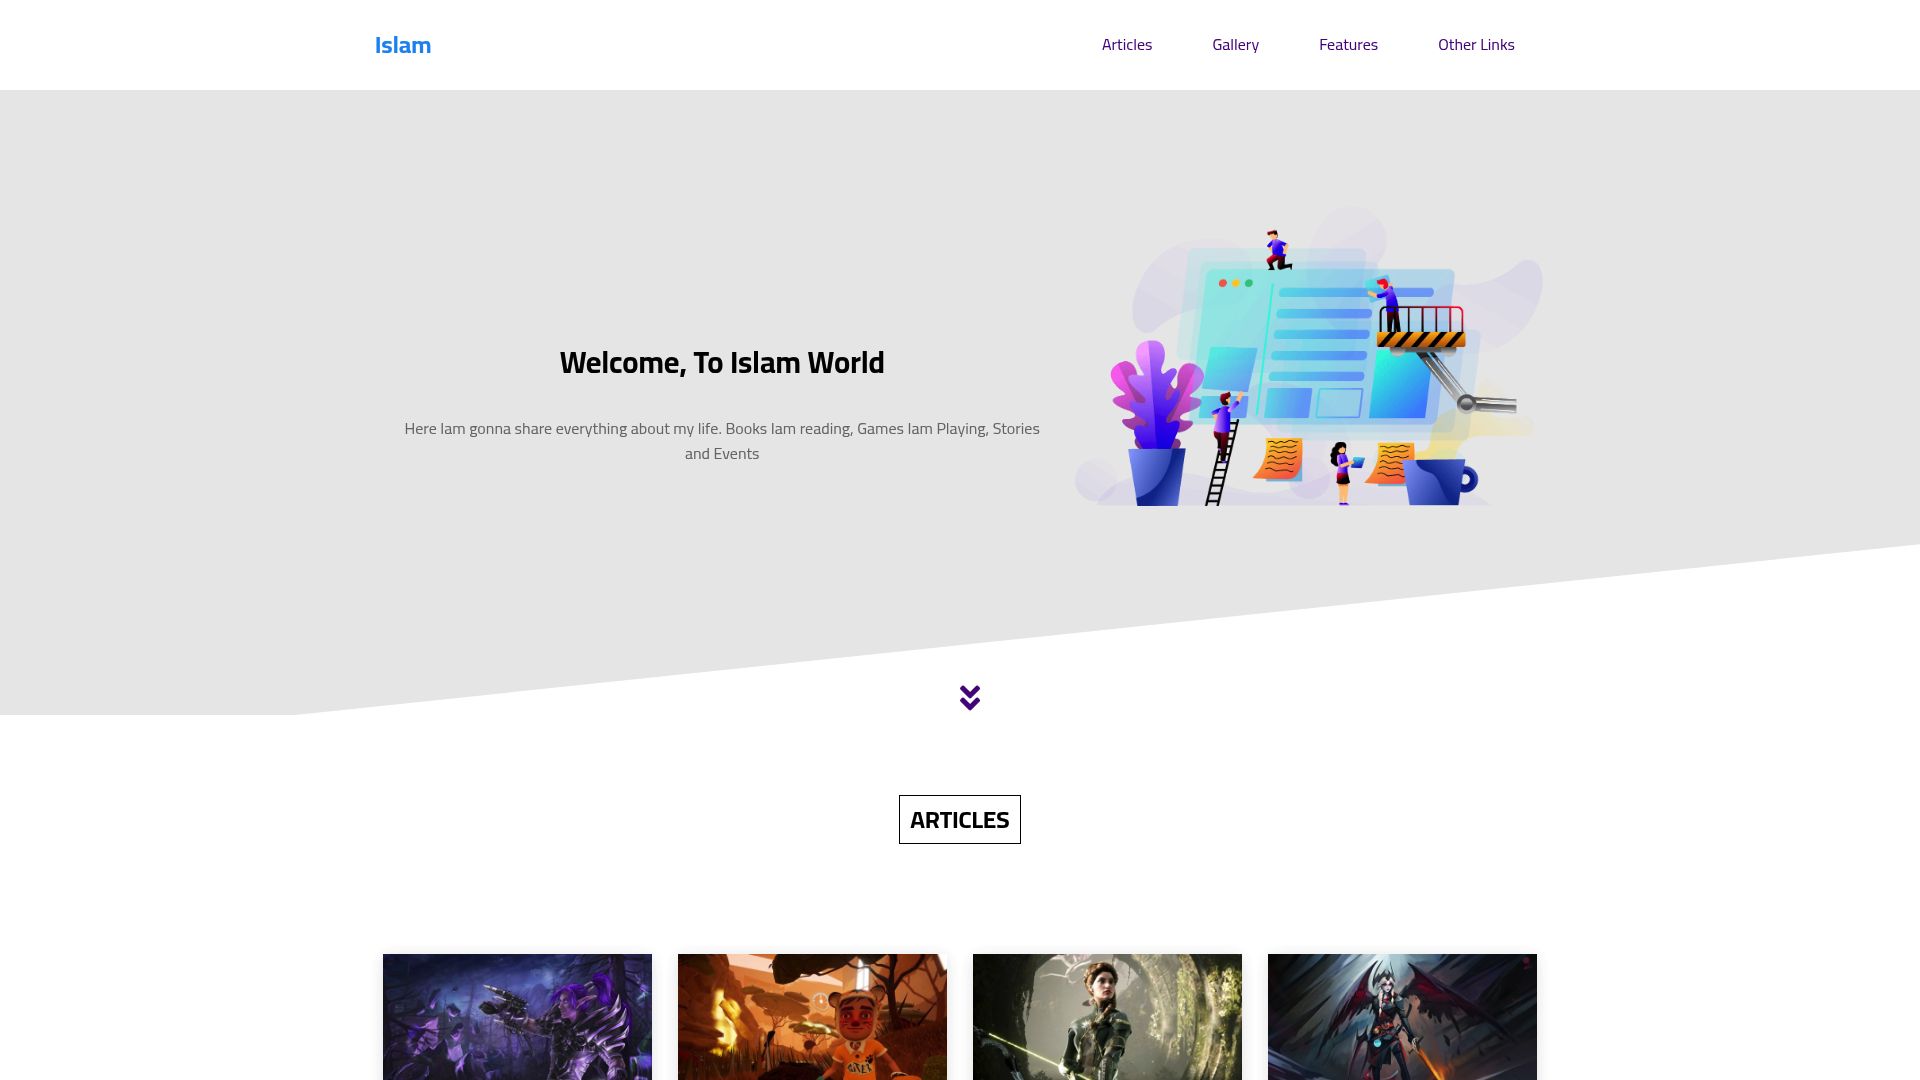 Islam
Articles
Gallery
Features
Other Links
Welcome, To Islam World
Here Iam gonna share everything about my life. Books Iam reading, Games Iam Playing, Stories
and Events
ARTICLES